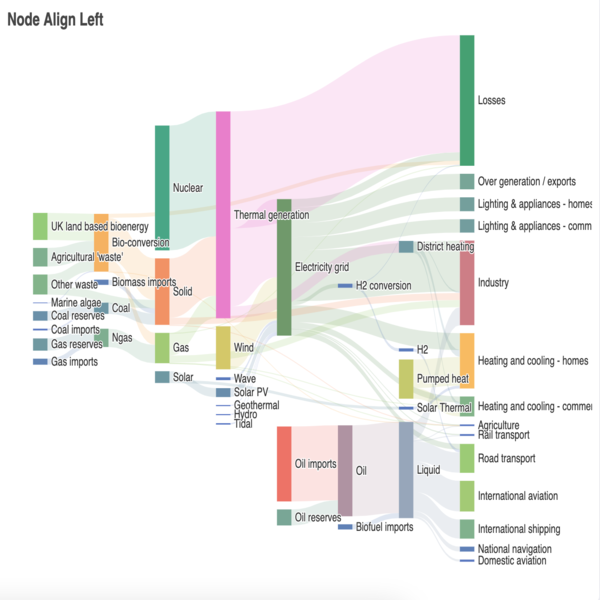 Node Align Left
Losses
Nuclear
Over generation / exports
Lighting & appliances - homes
Thermal generation
UK land based bioenergy
Lighting & appliances - comm
Bio-conversion
District heating
Agricultural 'waste'
Electricity grid
Biomass imports
Industry
Other waste
H2 conversion
Solid
Marine algae
Coal
Coal reserves
Coal imports
Ngas
Gas reserves
Gas
Wind
H2
Gas imports
Heating and cooling - homes
Solar
Wave
Pumped heat
Solar PV
Geothermal
Solar Thermal
Heating and cooling - commer
Hydro
Tidal
Agriculture
Rail transport
Road transport
Oil imports
Oil
Liquid
International aviation
Oil reserves
Biofuel imports
International shipping
National navigation
Domestic aviation